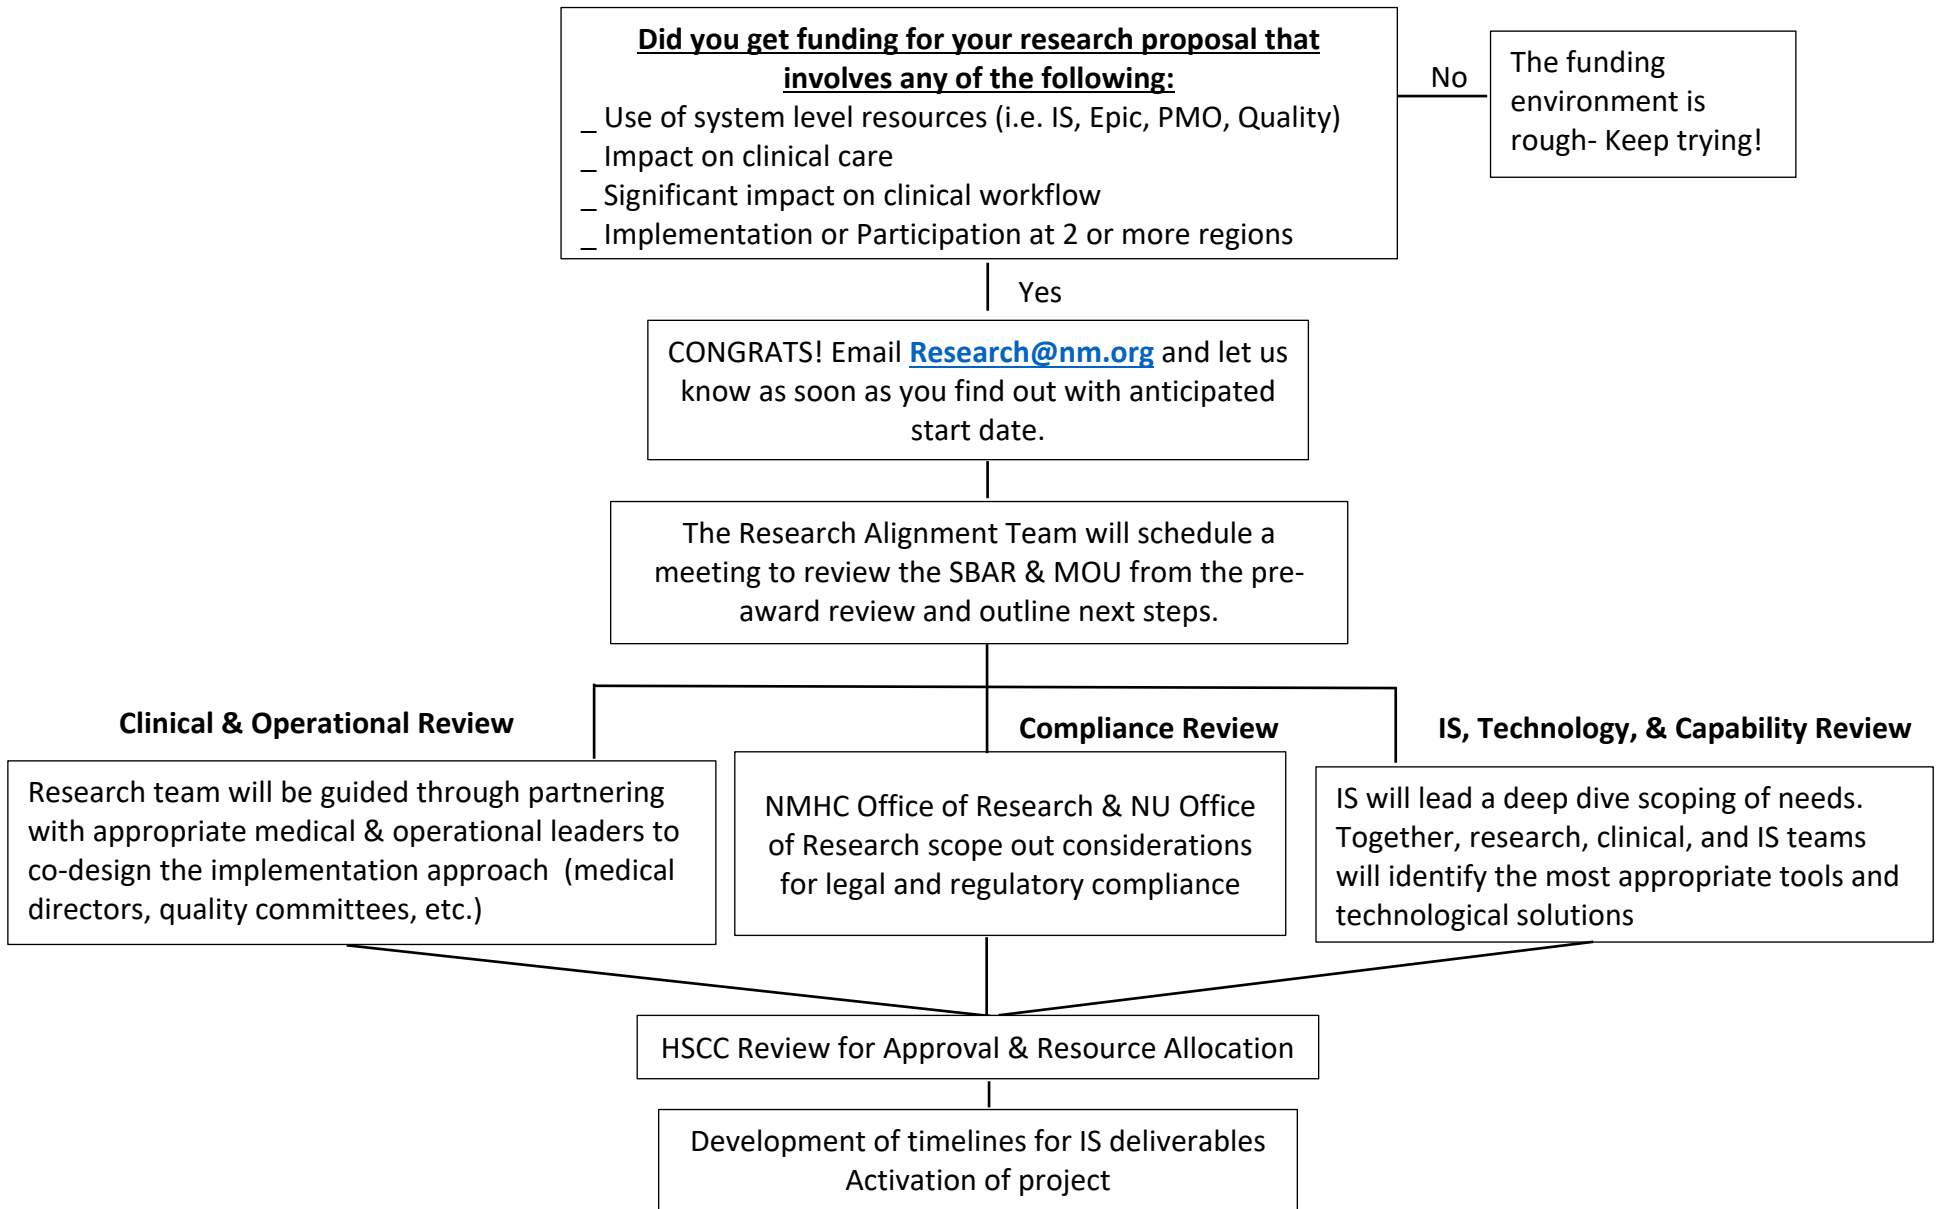 Did you get funding for your research proposal that
involves any of the following:
_ Use of system level resources (i.e. IS, Epic, PMO, Quality)
_ Impact on clinical care
_ Significant impact on clinical workflow
_ Implementation or Participation at 2 or more regions
No
The funding
environment is
rough- Keep trying!
Yes
CONGRATS! Email Research@nm.org and let us
know as soon as you find out with anticipated
start date.
The Research Alignment Team will schedule a
meeting to review the SBAR & MOU from the pre-
award review and outline next steps.
Clinical & Operational Review
Research team will be guided through partnering
with appropriate medical & operational leaders to
co-design the implementation approach  (medical
directors, quality committees, etc.)
Compliance Review
NMHC Office of Research & NU Office
of Research scope out considerations
for legal and regulatory compliance
IS, Technology, & Capability Review
IS will lead a deep dive scoping of needs.
Together, research, clinical, and IS teams
will identify the most appropriate tools and
technological solutions
HSCC Review for Approval & Resource Allocation
Development of timelines for IS deliverables
Activation of project